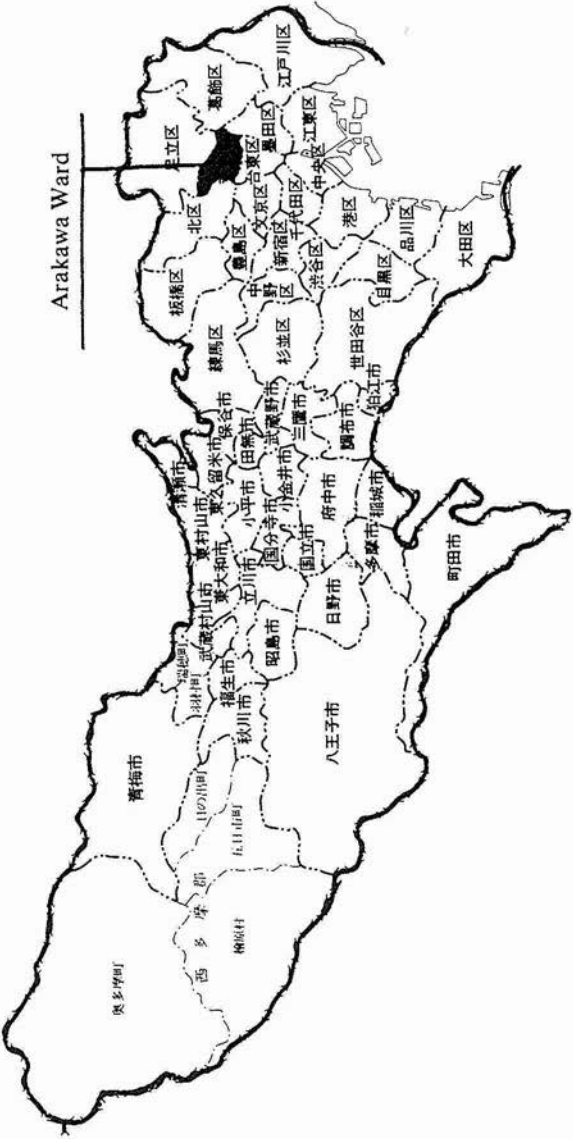 Arakawa Ward
足立区
葛飾区
江戸川区
北区
台東区
墨田区
江東区
板橋区
豊島区
文京区
千代田区
中央区
練馬区
中野区
新宿区
渋谷区
港区
品川区
目黒区
大田区
杉並区
世田谷区
保谷市
田無市
武蔵野市
三鷹市
調布市
狛江市
清瀬市
東久留米市
東村山市
小平市
小金井市
府中市
稲城市
東大和市
国分寺市
国立市
多摩市
町田市
武蔵村山市
立川市
日野市
瑞穂町
羽村町
福生市
昭島市
秋川市
八王子市
青梅市
日の出町
五日市町
西多摩郡
檜原村
奥多摩町